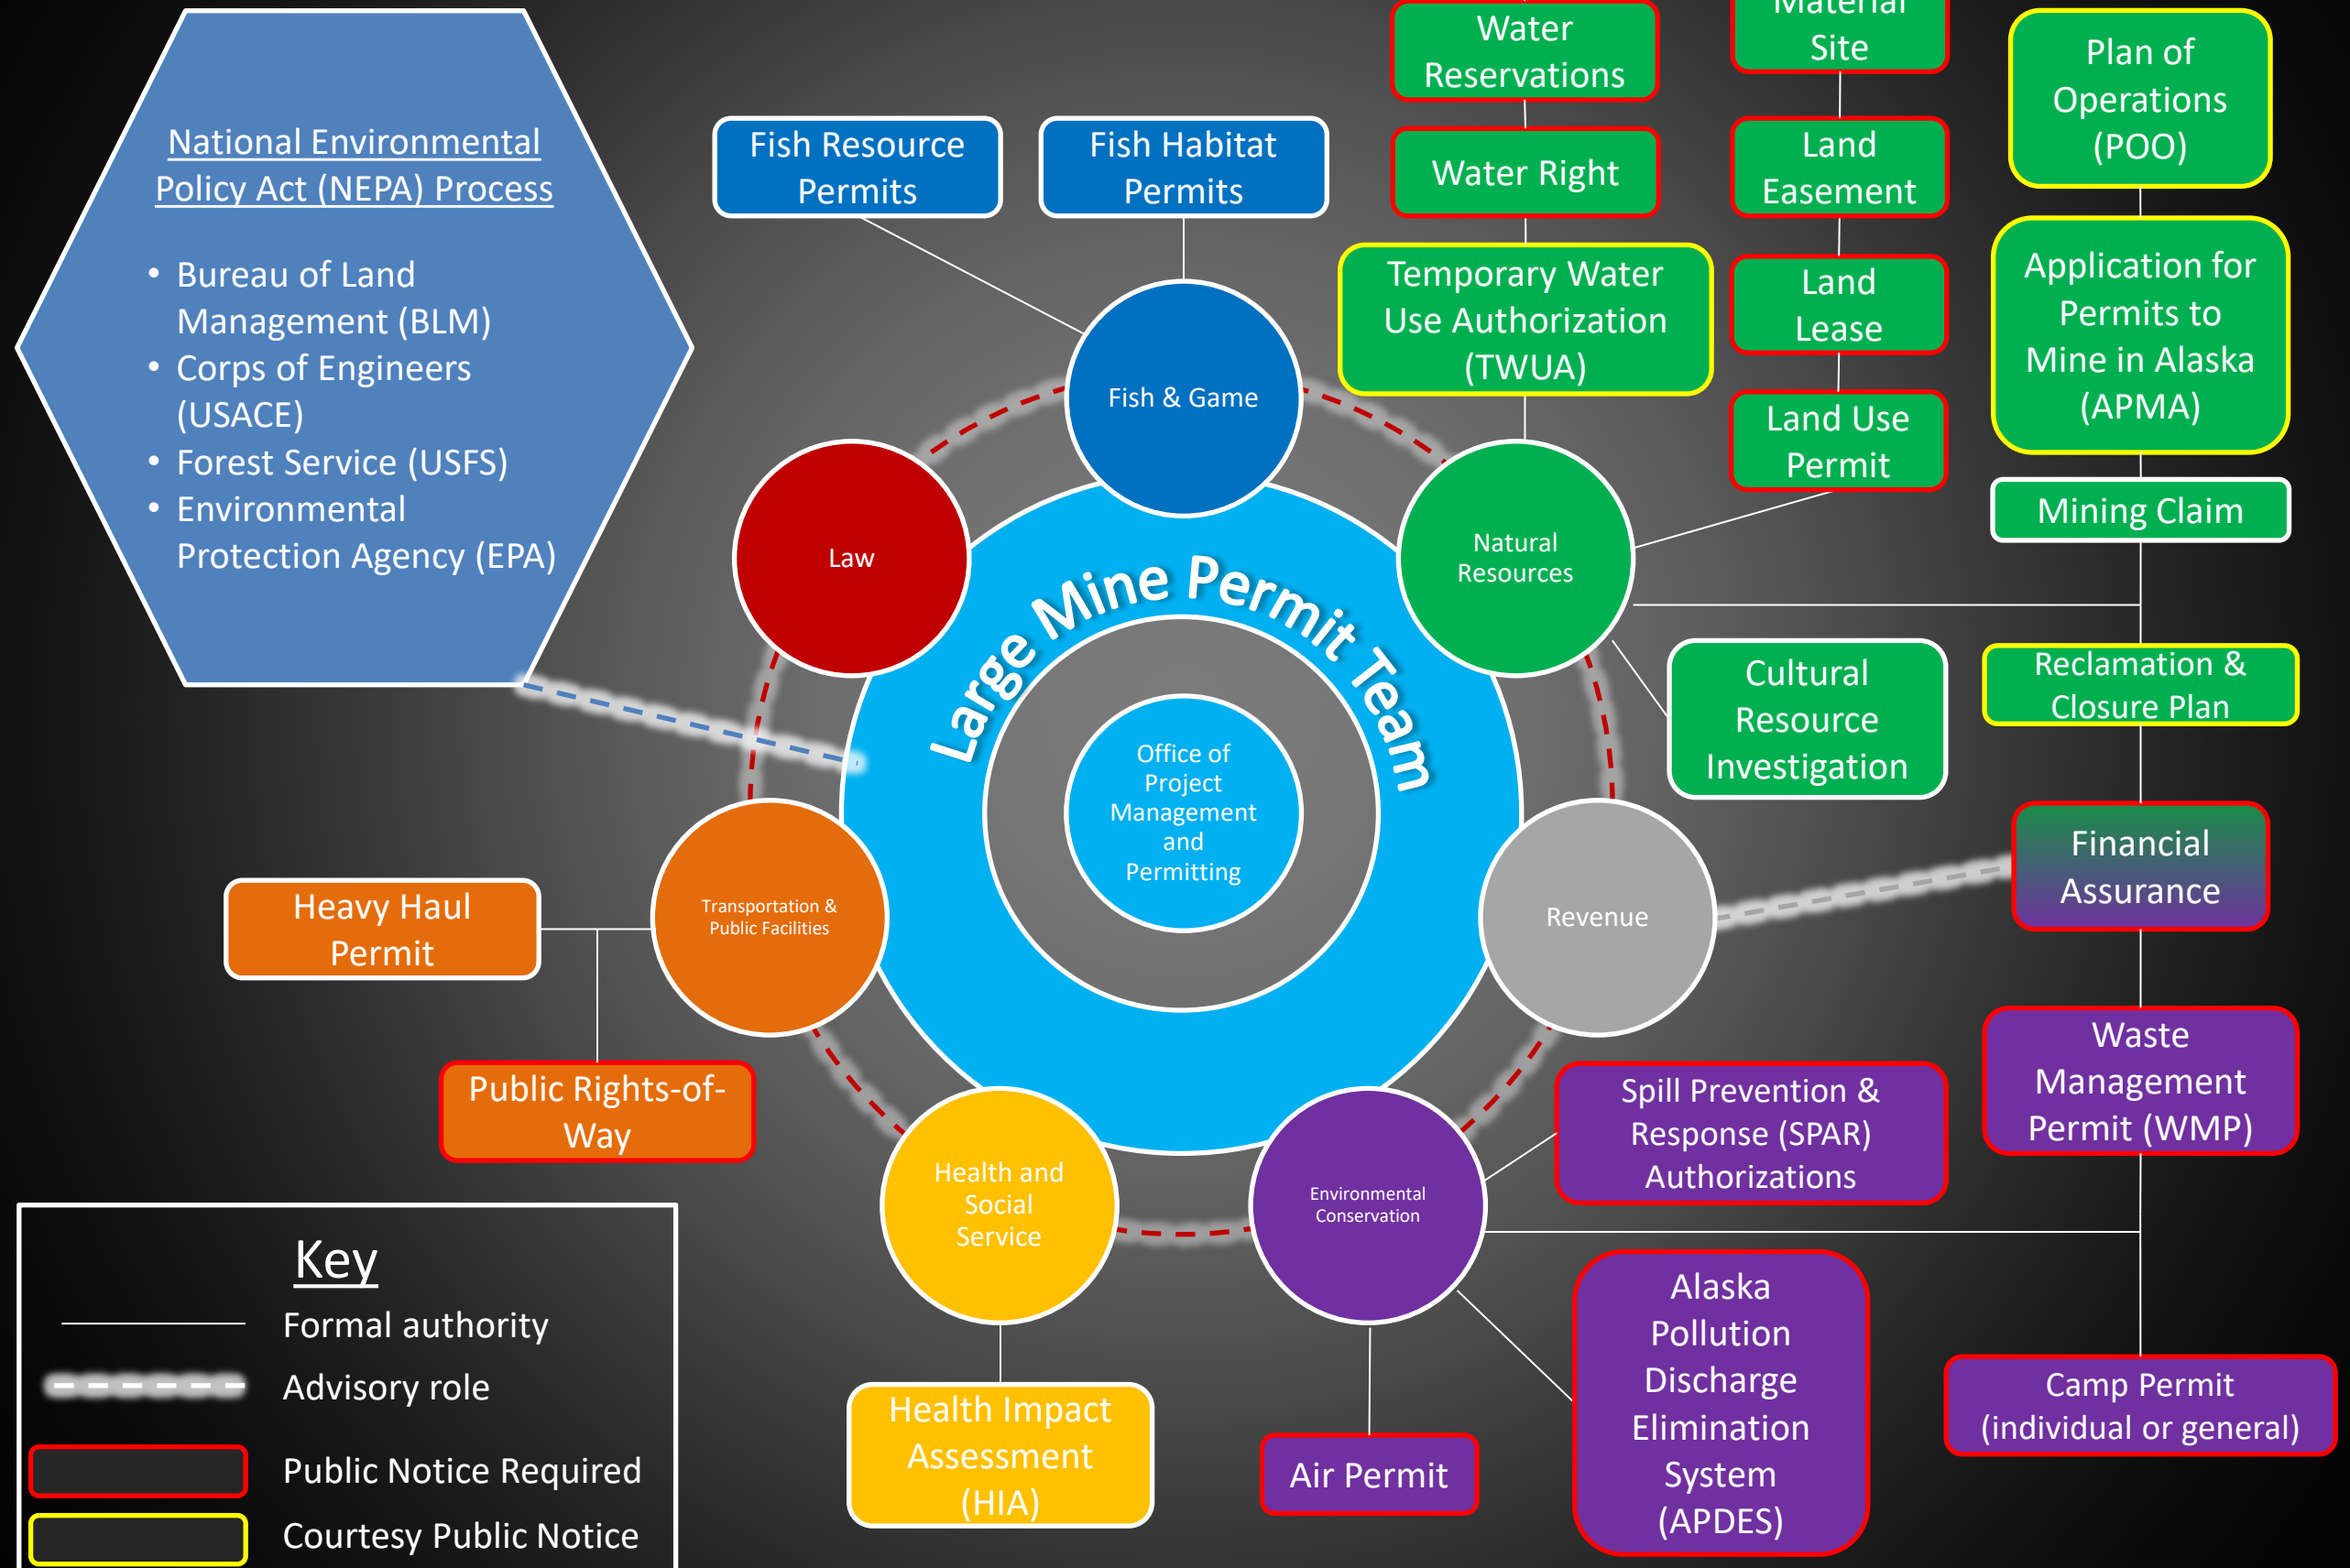 National Environmental
Policy Act (NEPA) Process
• Bureau of Land
Management (BLM)
• Corps of Engineers
(USACE)
• Forest Service (USFS)
• Environmental
Protection Agency (EPA)
Fish Resource
Permits
Fish Habitat
Permits
Water
Reservations
Water Right
Temporary Water
Use Authorization
(TWUA)
Material
Site
Land
Easement
Land
Lease
Land Use
Permit
Plan of
Operations
(POO)
Application for
Permits to
Mine in Alaska
(APMA)
Mining Claim
Reclamation &
Closure Plan
Cultural
Resource
Investigation
Financial
Assurance
Waste
Management
Permit (WMP)
Fish & Game
Law
Natural
Resources
Large Mine Permit Team
Office of
Project
Management
and
Permitting
Transportation &
Public Facilities
Revenue
Heavy Haul
Permit
Public Rights-of-
Way
Health and
Social
Service
Environmental
Conservation
Spill Prevention &
Response (SPAR)
Authorizations
Health Impact
Assessment
(HIA)
Air Permit
Alaska
Pollution
Discharge
Elimination
System
(APDES)
Camp Permit
(individual or general)
Key
Formal authority
Advisory role
Public Notice Required
Courtesy Public Notice